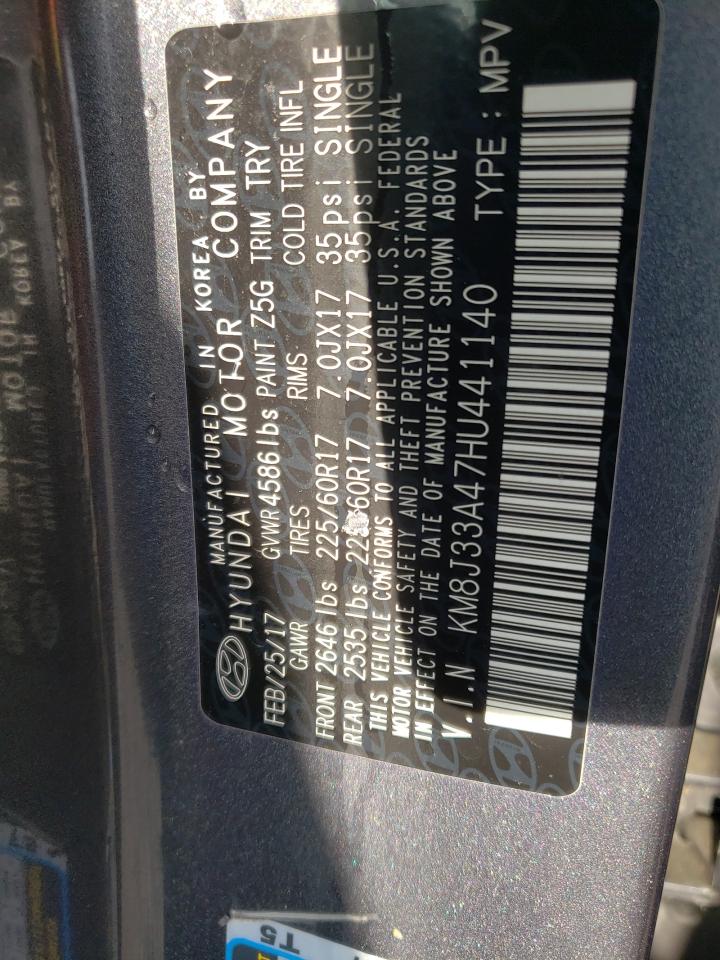 MANUFACTURED IN KOREA BY
HYUNDAI MOTOR COMPANY
FEB/25/17 GVWR 4586lbs PAINT Z5G TRIM TRY
GAWR TIRES RIMS COLD TIRE INFL
FRONT 2646lbs 225/60R17 7.0JX17 35psi SINGLE
REAR 2535lbs 225/60R17 7.0JX17 35psi SINGLE
THIS VEHICLE CONFORMS TO ALL APPLICABLE U.S.A. FEDERAL
MOTOR VEHICLE SAFETY AND THEFT PREVENTION STANDARDS
IN EFFECT ON THE DATE OF MANUFACTURE SHOWN ABOVE
V.I.N KM8J33A47HU441140 TYPE : MPV
T5